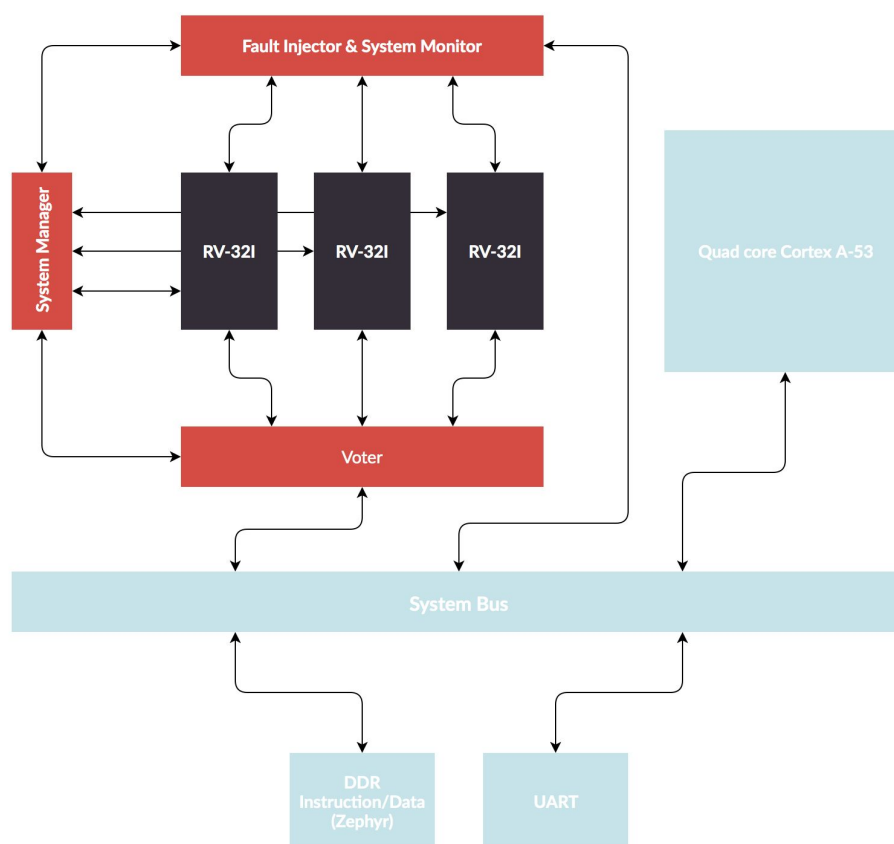 Fault Injector & System Monitor
System Manager
RV-32I
RV-32I
RV-32I
Quad core Cortex A-53
Voter
System Bus
DDR
Instruction/Data
(Zephyr)
UART